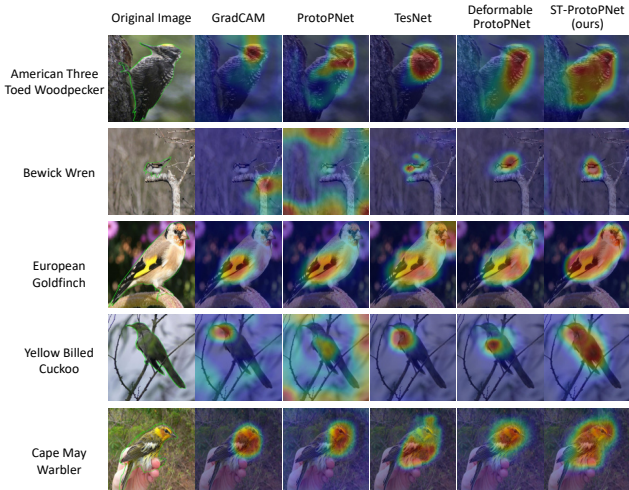 Original Image
GradCAM
ProtoPNet
TesNet
Deformable
ProtoPNet
ST-ProtoPNet
(ours)
American Three
Toed Woodpecker
Bewick Wren
European
Goldfinch
Yellow Billed
Cuckoo
Cape May
Warbler